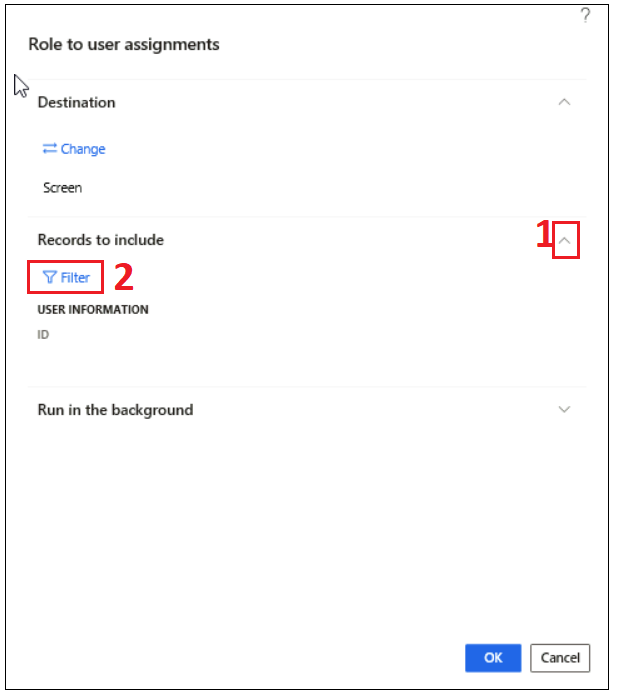 ?
Role to user assignments
Destination
Change
Screen
Records to include
1
Filter
2
USER INFORMATION
ID
Run in the background
OK
Cancel